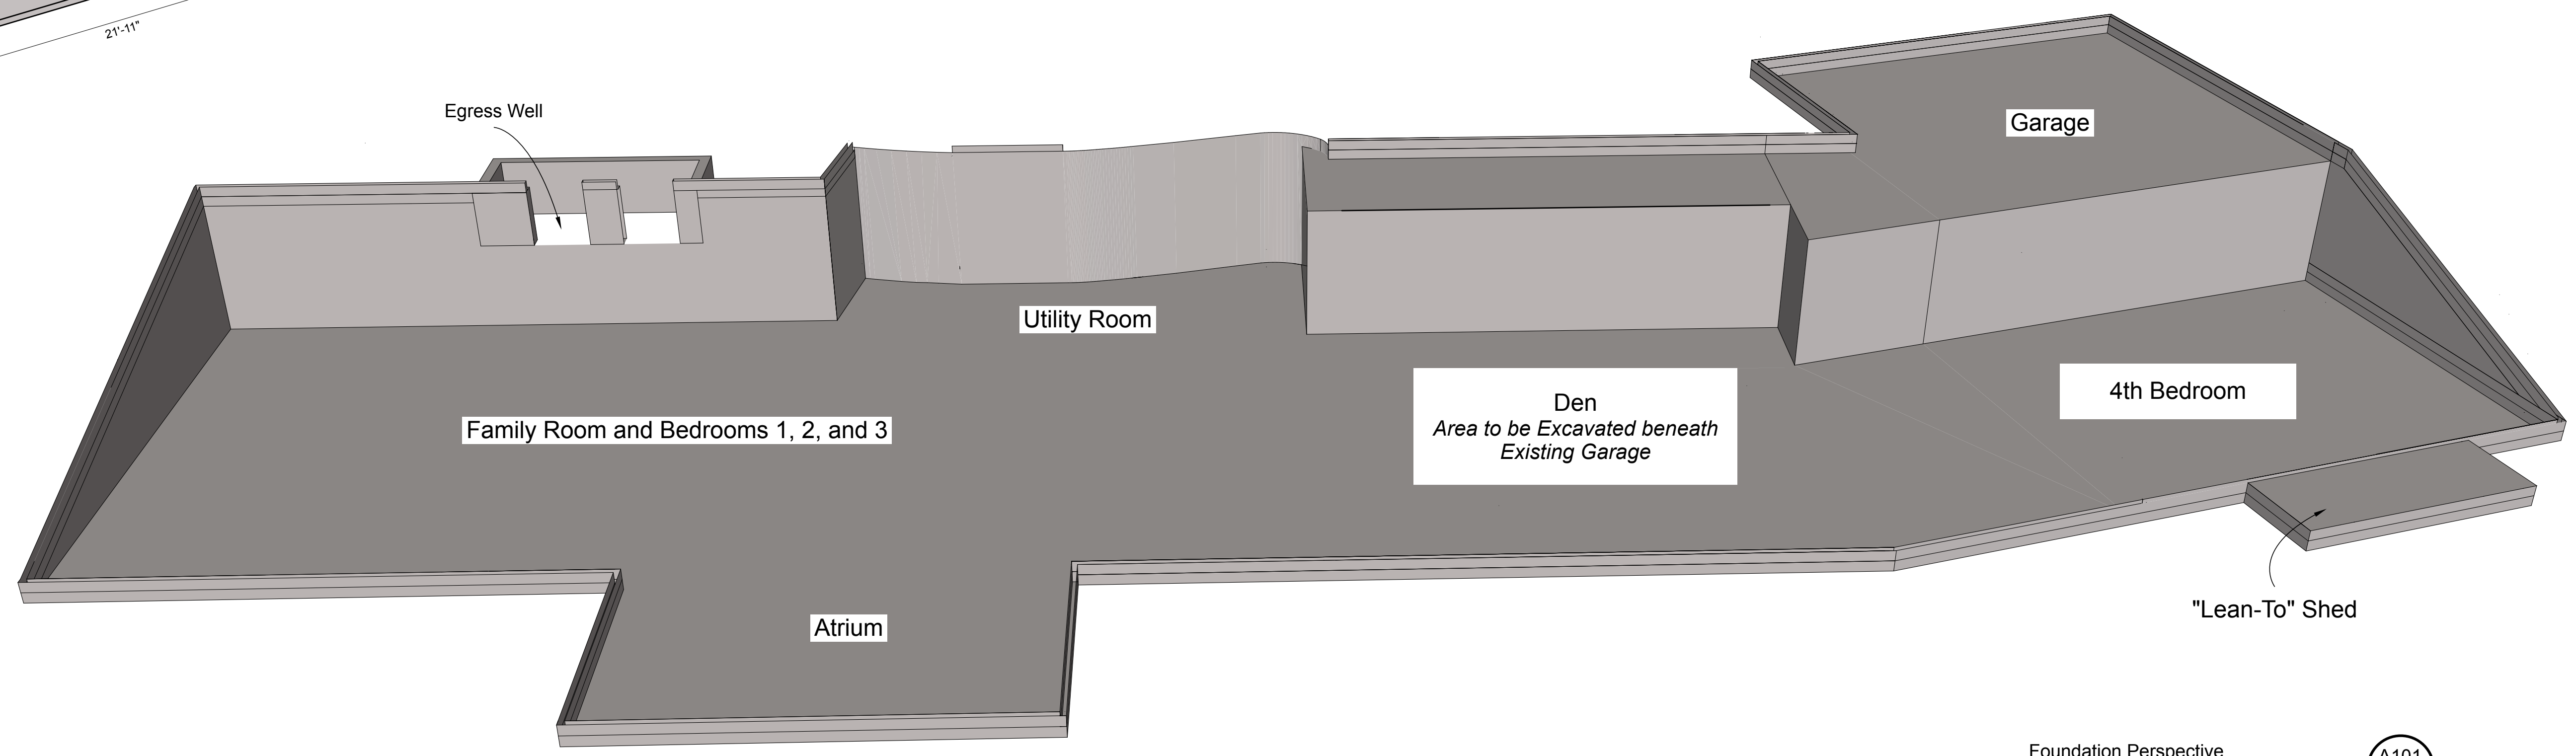 21'-11"
Egress Well
Garage
Utility Room
Den
Area to be Excavated beneath
Existing Garage
4th Bedroom
Family Room and Bedrooms 1, 2, and 3
"Lean-To" Shed
Atrium
Foundation Perspective
A101